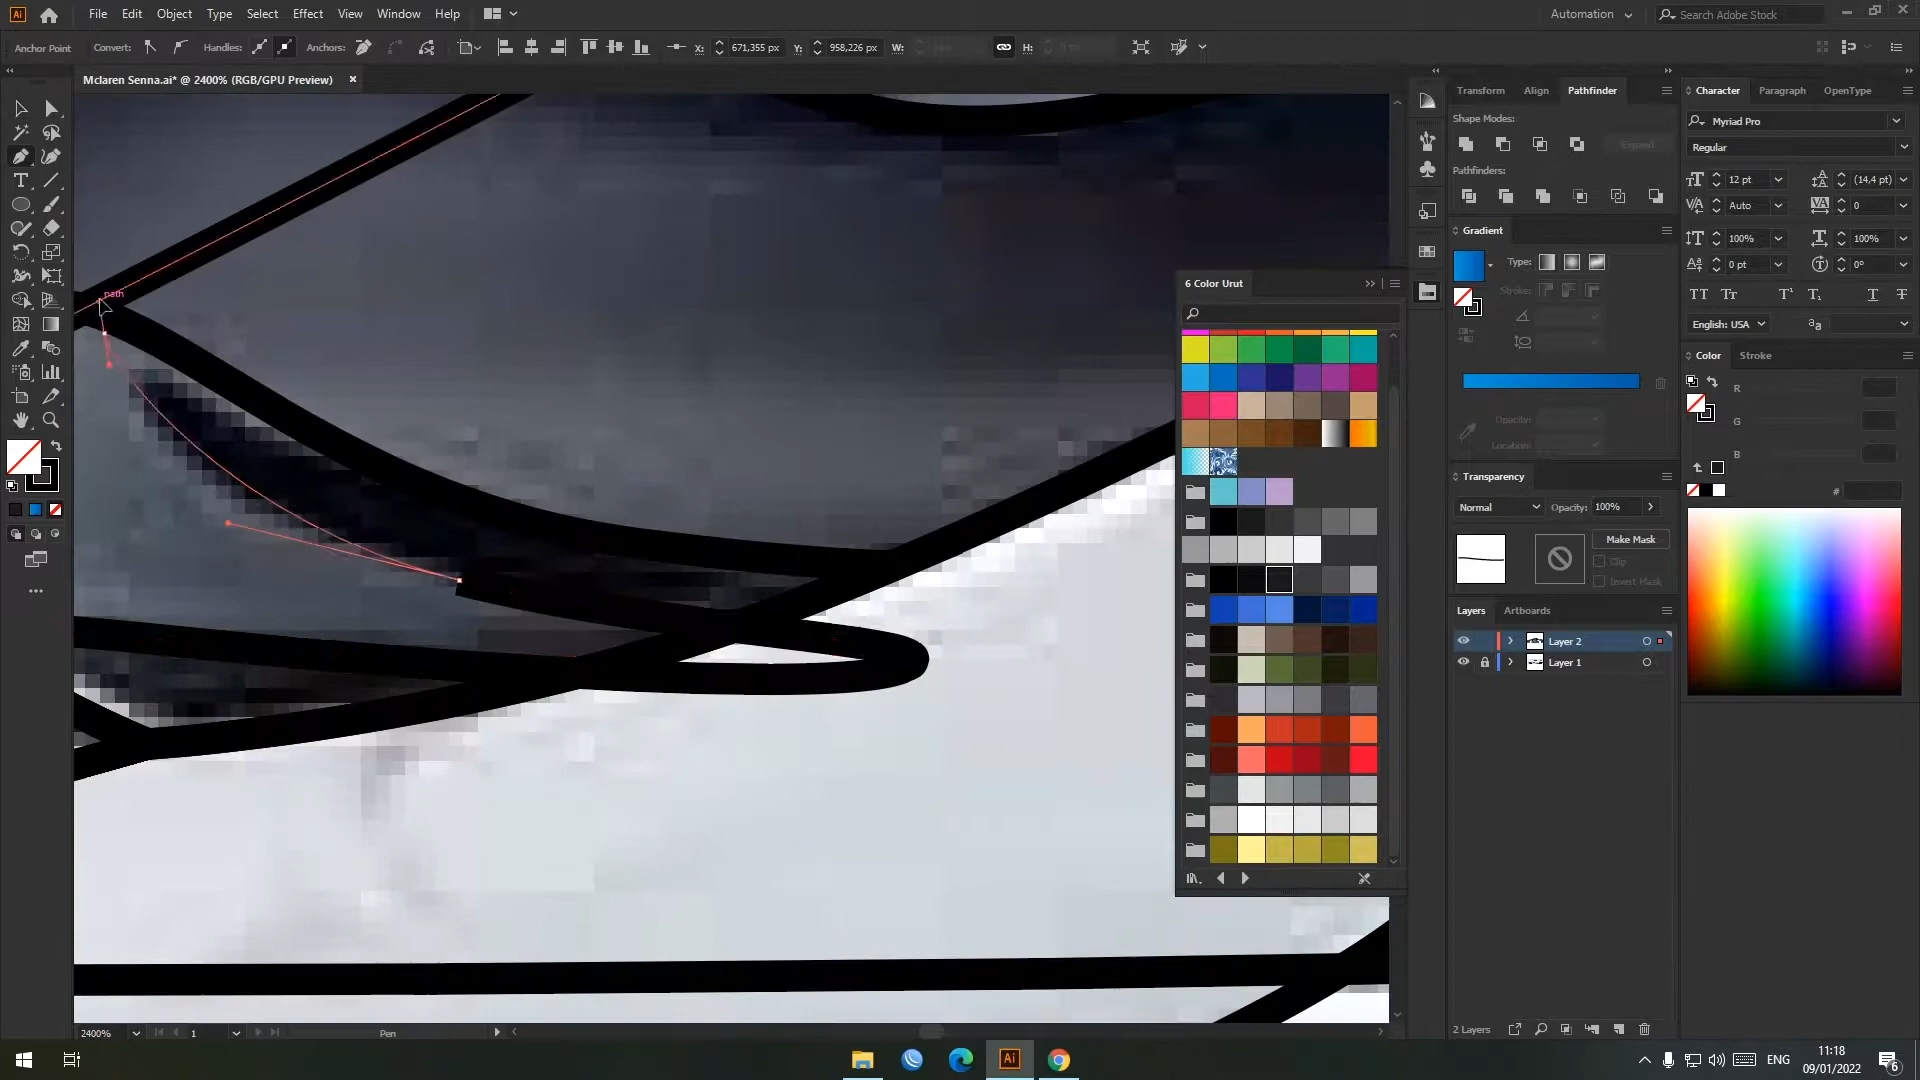 File Edit Object Type Select Effect View Window Help
Automation
Search Adobe Stock
Anchor Point Convert: Handles: Anchors: X: 671,355 px Y: 958,226 px W: H:
Mclaren Senna.ai* @ 2400% (RGB/GPU Preview)
path
6 Color Urut
Transform Align Pathfinder
Shape Modes:
Expand
Pathfinders:
Gradient
Type:
Stroke:
Opacity:
Location:
Transparency
Normal Opacity: 100%
Make Mask
Clip
Invert Mask
Layers Artboards
Layer 2
Layer 1
2 Layers
Character Paragraph OpenType
Myriad Pro
Regular
12 pt (14,4 pt)
Auto 0
100% 100%
0 pt 0°
English: USA
Color Stroke
R
G
B
#
2400% 1 Pen
ENG
11:18
09/01/2022
6